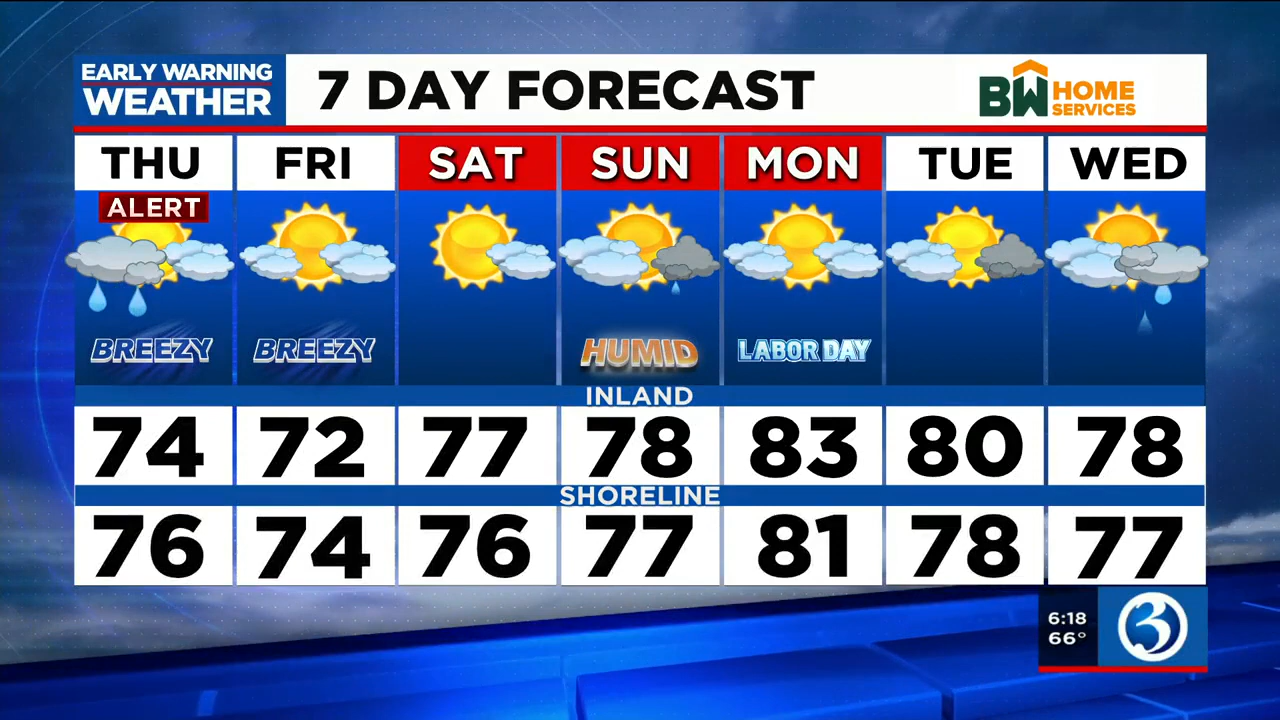 EARLY WARNING
WEATHER
7 DAY FORECAST
BW HOME
SERVICES
THU FRI SAT SUN MON TUE WED
ALERT
BREEZY BREEZY HUMID LABOR DAY
INLAND
74 72 77 78 83 80 78
SHORELINE
76 74 76 77 81 78 77
6:18
66°
3